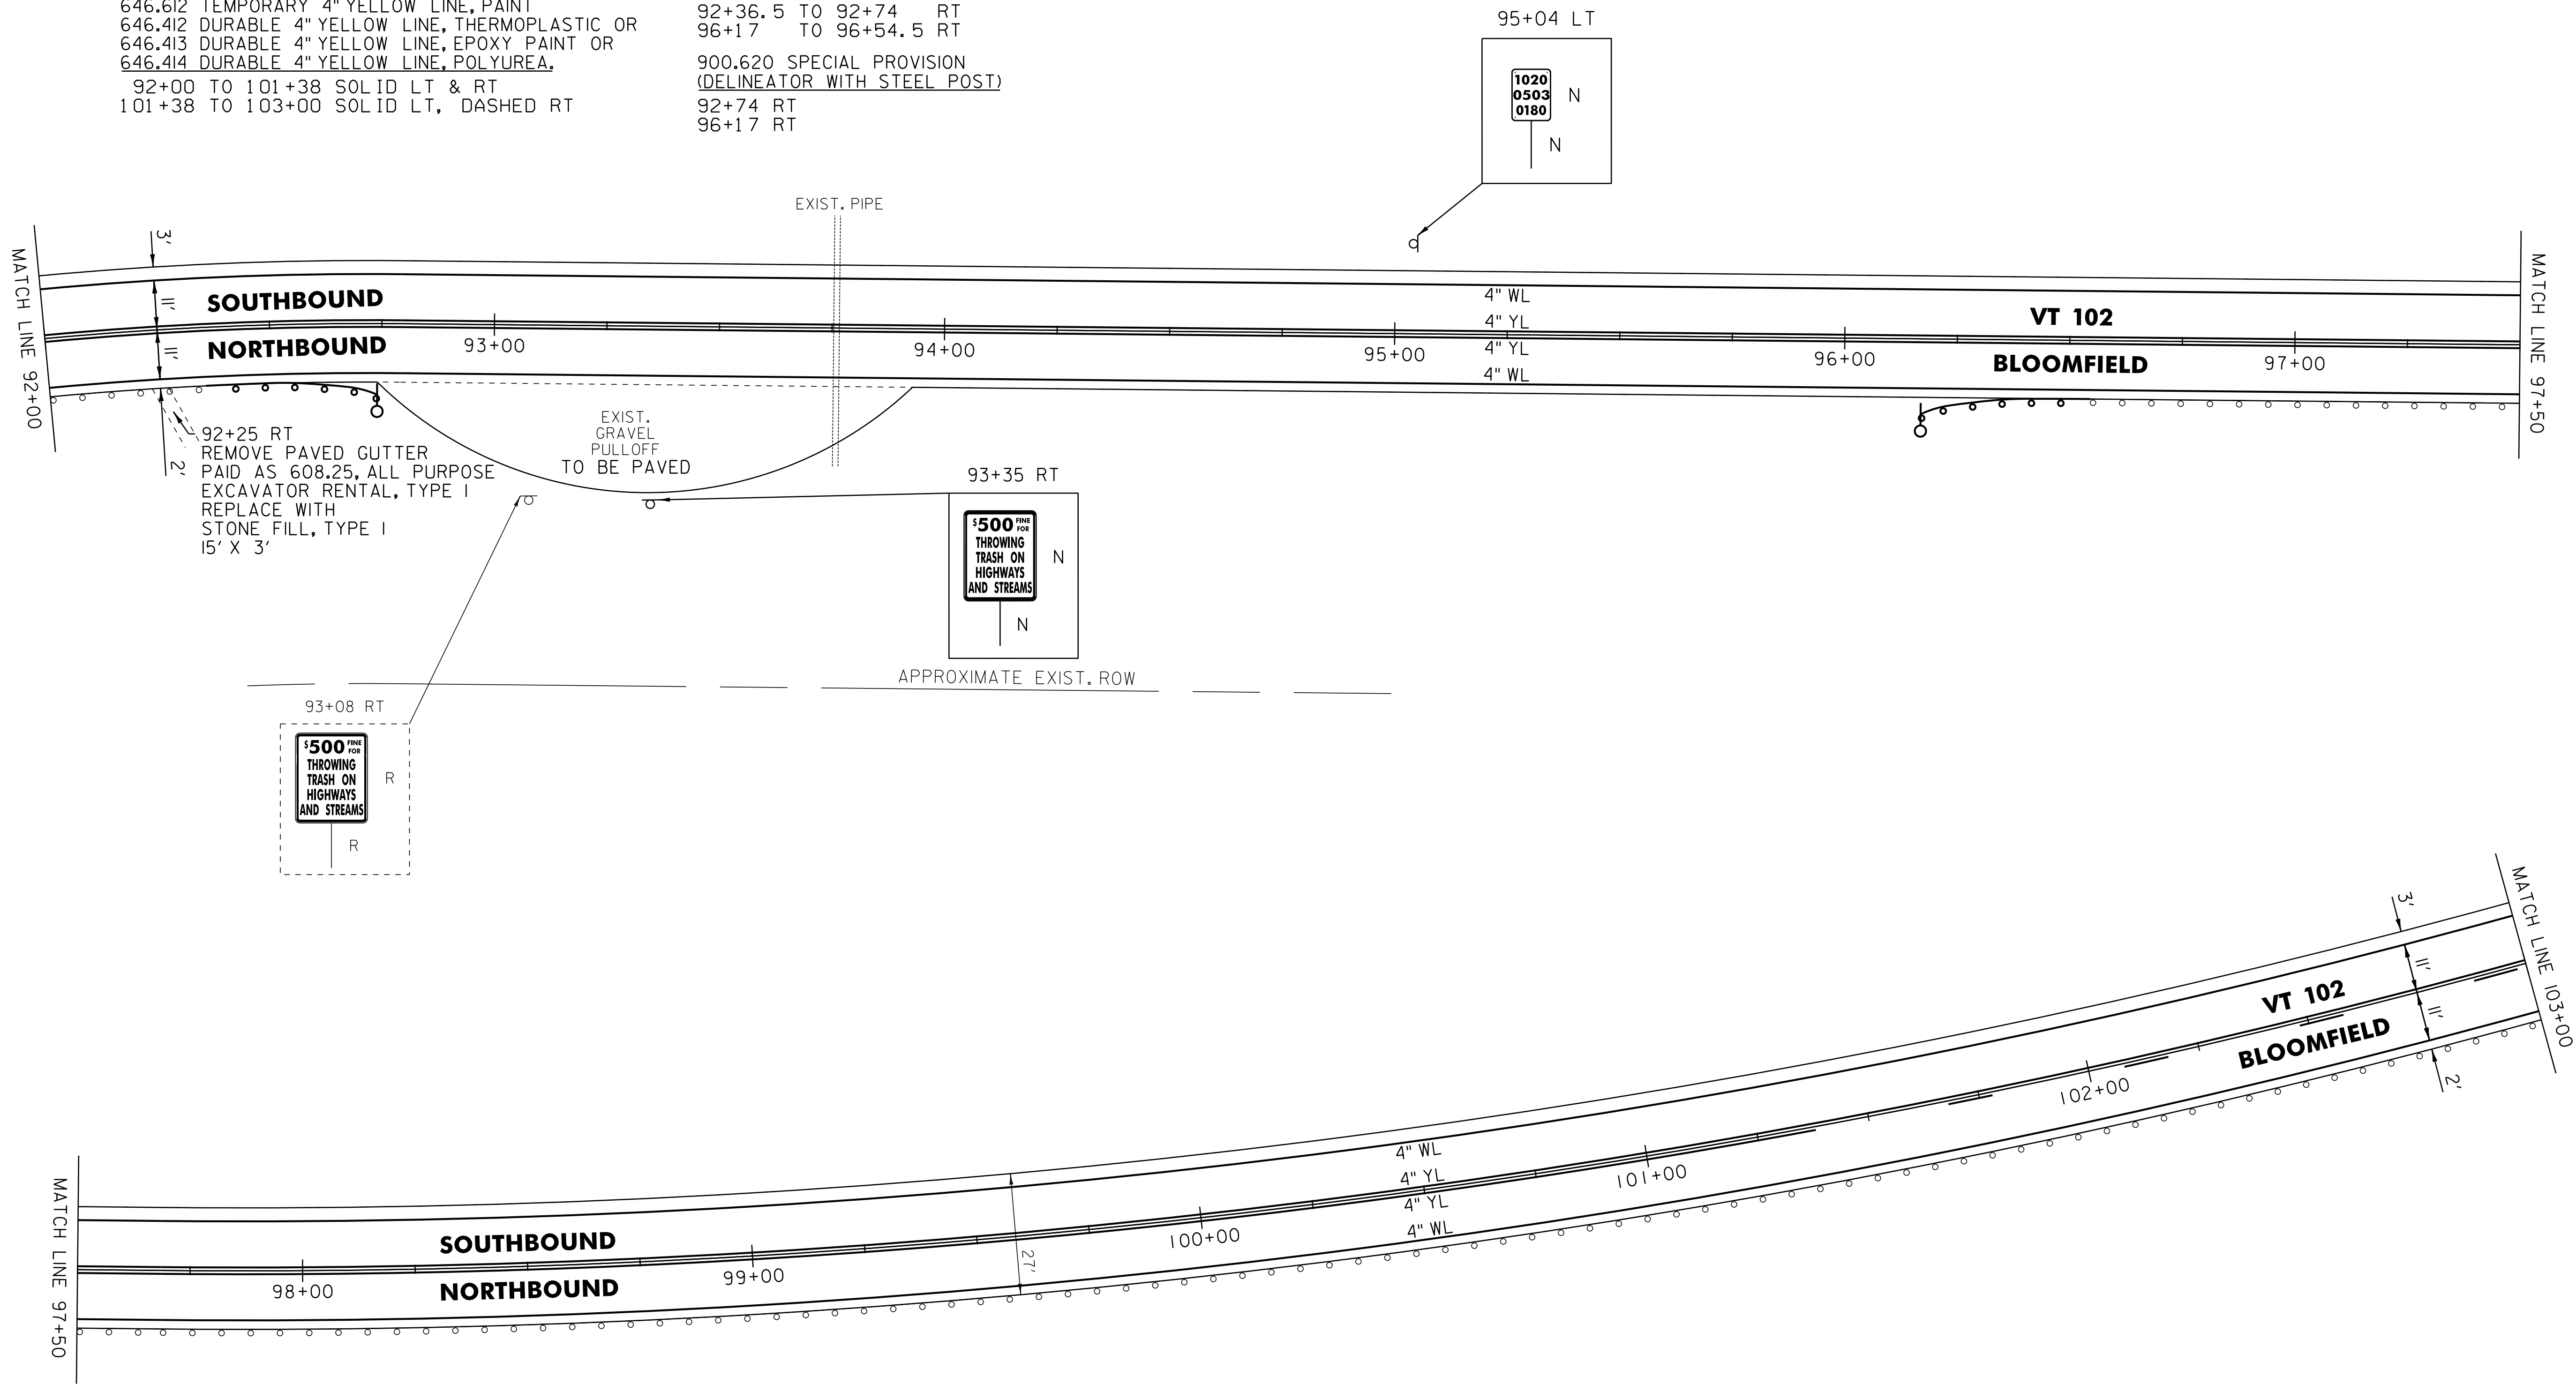 646.612 TEMPORARY 4" YELLOW LINE, PAINT
646.412 DURABLE 4" YELLOW LINE, THERMOPLASTIC OR
646.413 DURABLE 4" YELLOW LINE, EPOXY PAINT OR
646.414 DURABLE 4" YELLOW LINE, POLYUREA.
92+00 TO 101+38 SOLID LT & RT
101+38 TO 103+00 SOLID LT, DASHED RT
92+36.5 TO 92+74 RT
96+17 TO 96+54.5 RT
900.620 SPECIAL PROVISION
(DELINEATOR WITH STEEL POST)
92+74 RT
96+17 RT
95+04 LT
1020
0503
0180
N
N
EXIST. PIPE
MATCH LINE 92+00
3'
11'
11'
2'
SOUTHBOUND
NORTHBOUND
93+00
94+00
95+00
96+00
97+00
4" WL
4" YL
4" YL
4" WL
VT 102
BLOOMFIELD
MATCH LINE 97+50
92+25 RT
REMOVE PAVED GUTTER
PAID AS 608.25, ALL PURPOSE
EXCAVATOR RENTAL, TYPE I
REPLACE WITH
STONE FILL, TYPE I
15' X 3'
EXIST.
GRAVEL
PULLOFF
TO BE PAVED
93+35 RT
$500 FINE FOR
THROWING
TRASH ON
HIGHWAYS
AND STREAMS
N
N
APPROXIMATE EXIST. ROW
93+08 RT
$500 FINE FOR
THROWING
TRASH ON
HIGHWAYS
AND STREAMS
R
R
MATCH LINE 97+50
SOUTHBOUND
NORTHBOUND
98+00
99+00
100+00
101+00
102+00
27'
4" WL
4" YL
4" YL
4" WL
VT 102
BLOOMFIELD
3'
11'
11'
2'
MATCH LINE 103+00